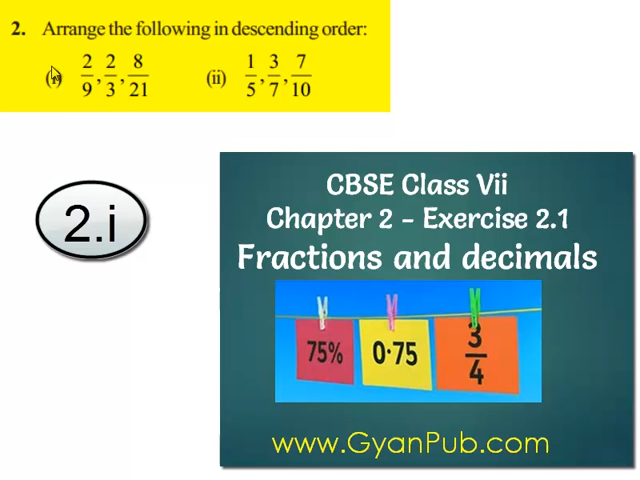 2. Arrange the following in descending order:
(i) 2/9, 2/3, 8/21 (ii) 1/5, 3/7, 7/10
2.i
CBSE Class Vii
Chapter 2 - Exercise 2.1
Fractions and decimals
75% 0·75 3/4
www.GyanPub.com